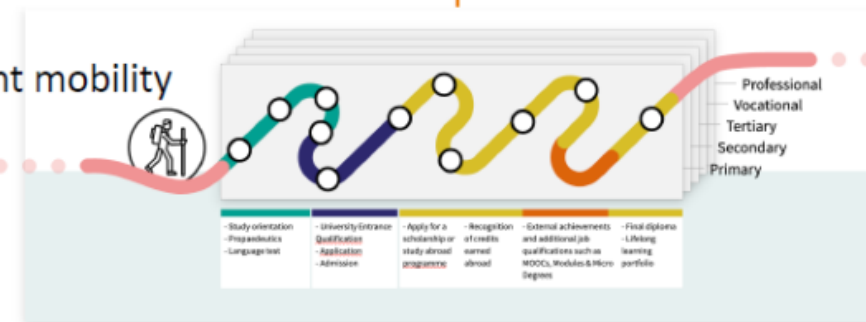 nt mobility
Professional
Vocational
Tertiary
Secondary
Primary
- Study orientation
- Propaedeutics
- Language test
- University Entrance
Qualification
- Application
- Admission
- Apply for a
scholarship or
study abroad
programme
- Recognition
of credits
earned
abroad
- External achievements
and additional job
qualifications such as
MOOCs, Modules & Micro
Degrees
- Final diploma
- Lifelong
learning
portfolio